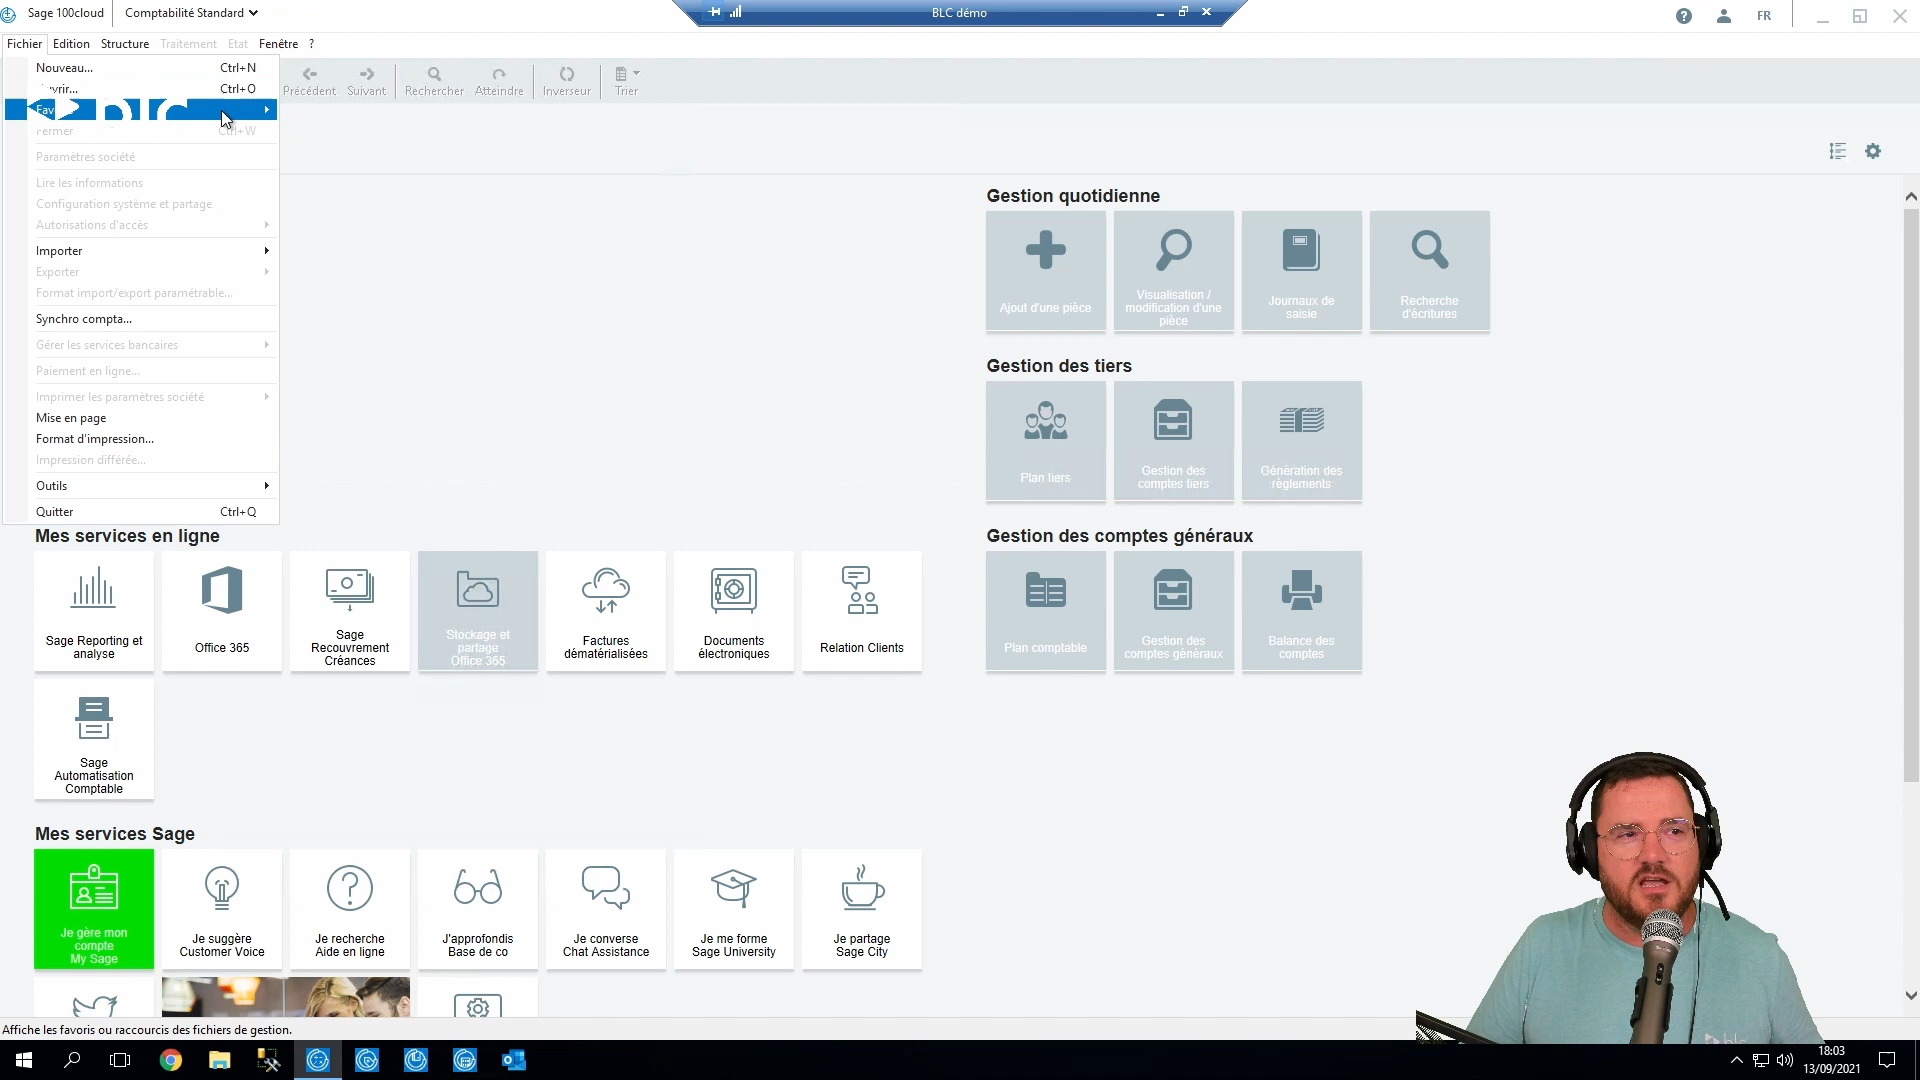 Sage 100cloud
Comptabilité Standard
BLC démo
FR
Fichier
Edition
Structure
Traitement
Etat
Fenêtre
?
Nouveau... Ctrl+N
Ctrl+O
BLC
Fermer Ctrl+W
Paramètres société
Lire les informations
Configuration système et partage
Autorisations d'accès
Importer
Exporter
Format import/export paramétrable...
Synchro compta...
Gérer les services bancaires
Paiement en ligne...
Imprimer les paramètres société
Mise en page
Format d'impression...
Impression différée...
Outils
Quitter Ctrl+Q
Précédent
Suivant
Rechercher
Atteindre
Inverseur
Trier
Gestion quotidienne
Ajout d'une pièce
Visualisation /
modification d'une
pièce
Journaux de
saisie
Recherche
d'écritures
Gestion des tiers
Plan tiers
Gestion des
comptes tiers
Génération des
règlements
Gestion des comptes généraux
Plan comptable
Gestion des
comptes généraux
Balance des
comptes
Mes services en ligne
Sage Reporting et
analyse
Office 365
Sage
Recouvrement
Créances
Stockage et
partage
Office 365
Factures
dématérialisées
Documents
électroniques
Relation Clients
Sage
Automatisation
Comptable
Mes services Sage
Je gère mon
compte
My Sage
Je suggère
Customer Voice
Je recherche
Aide en ligne
J'approfondis
Base de co
Je converse
Chat Assistance
Je me forme
Sage University
Je partage
Sage City
Affiche les favoris ou raccourcis des fichiers de gestion.
18:03
13/09/2021